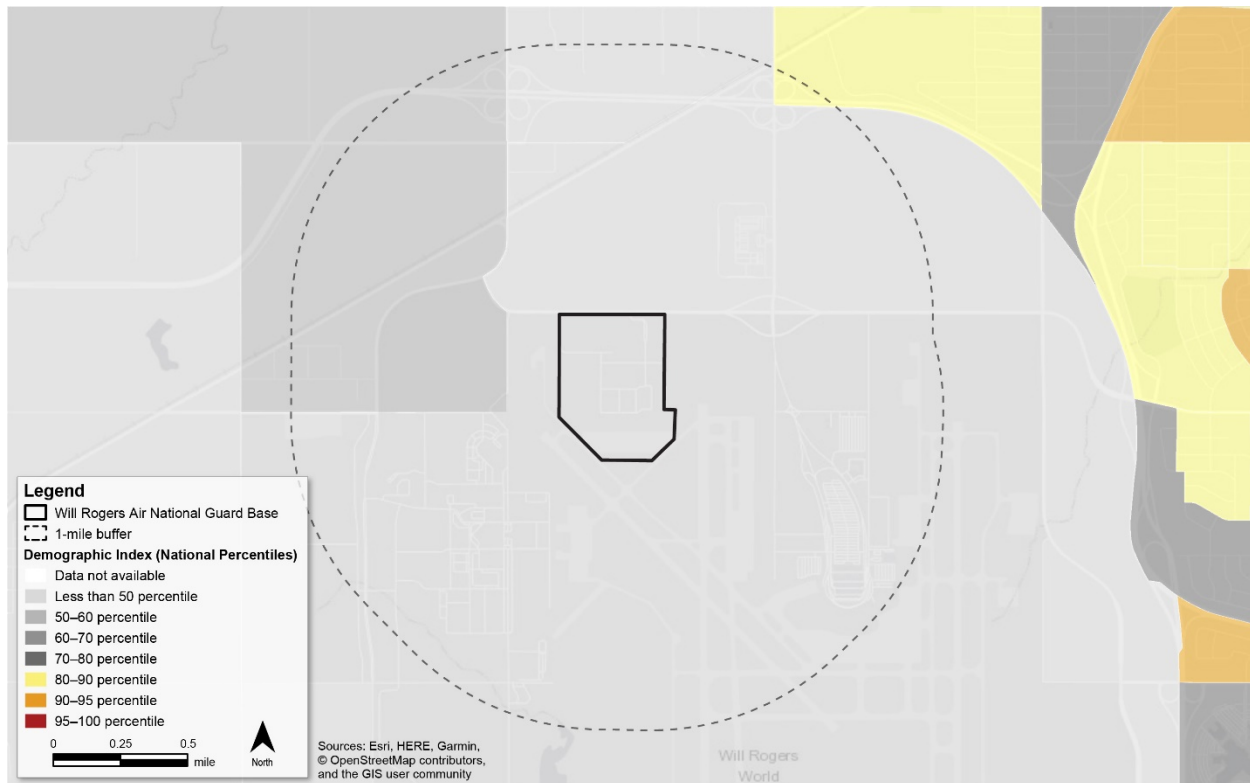 Legend
Will Rogers Air National Guard Base
1-mile buffer
Demographic Index (National Percentiles)
Data not available
Less than 50 percentile
50–60 percentile
60–70 percentile
70–80 percentile
80–90 percentile
90–95 percentile
95–100 percentile
0 0.25 0.5
mile
North
Sources: Esri, HERE, Garmin,
© OpenStreetMap contributors,
and the GIS user community
Will Rogers
World